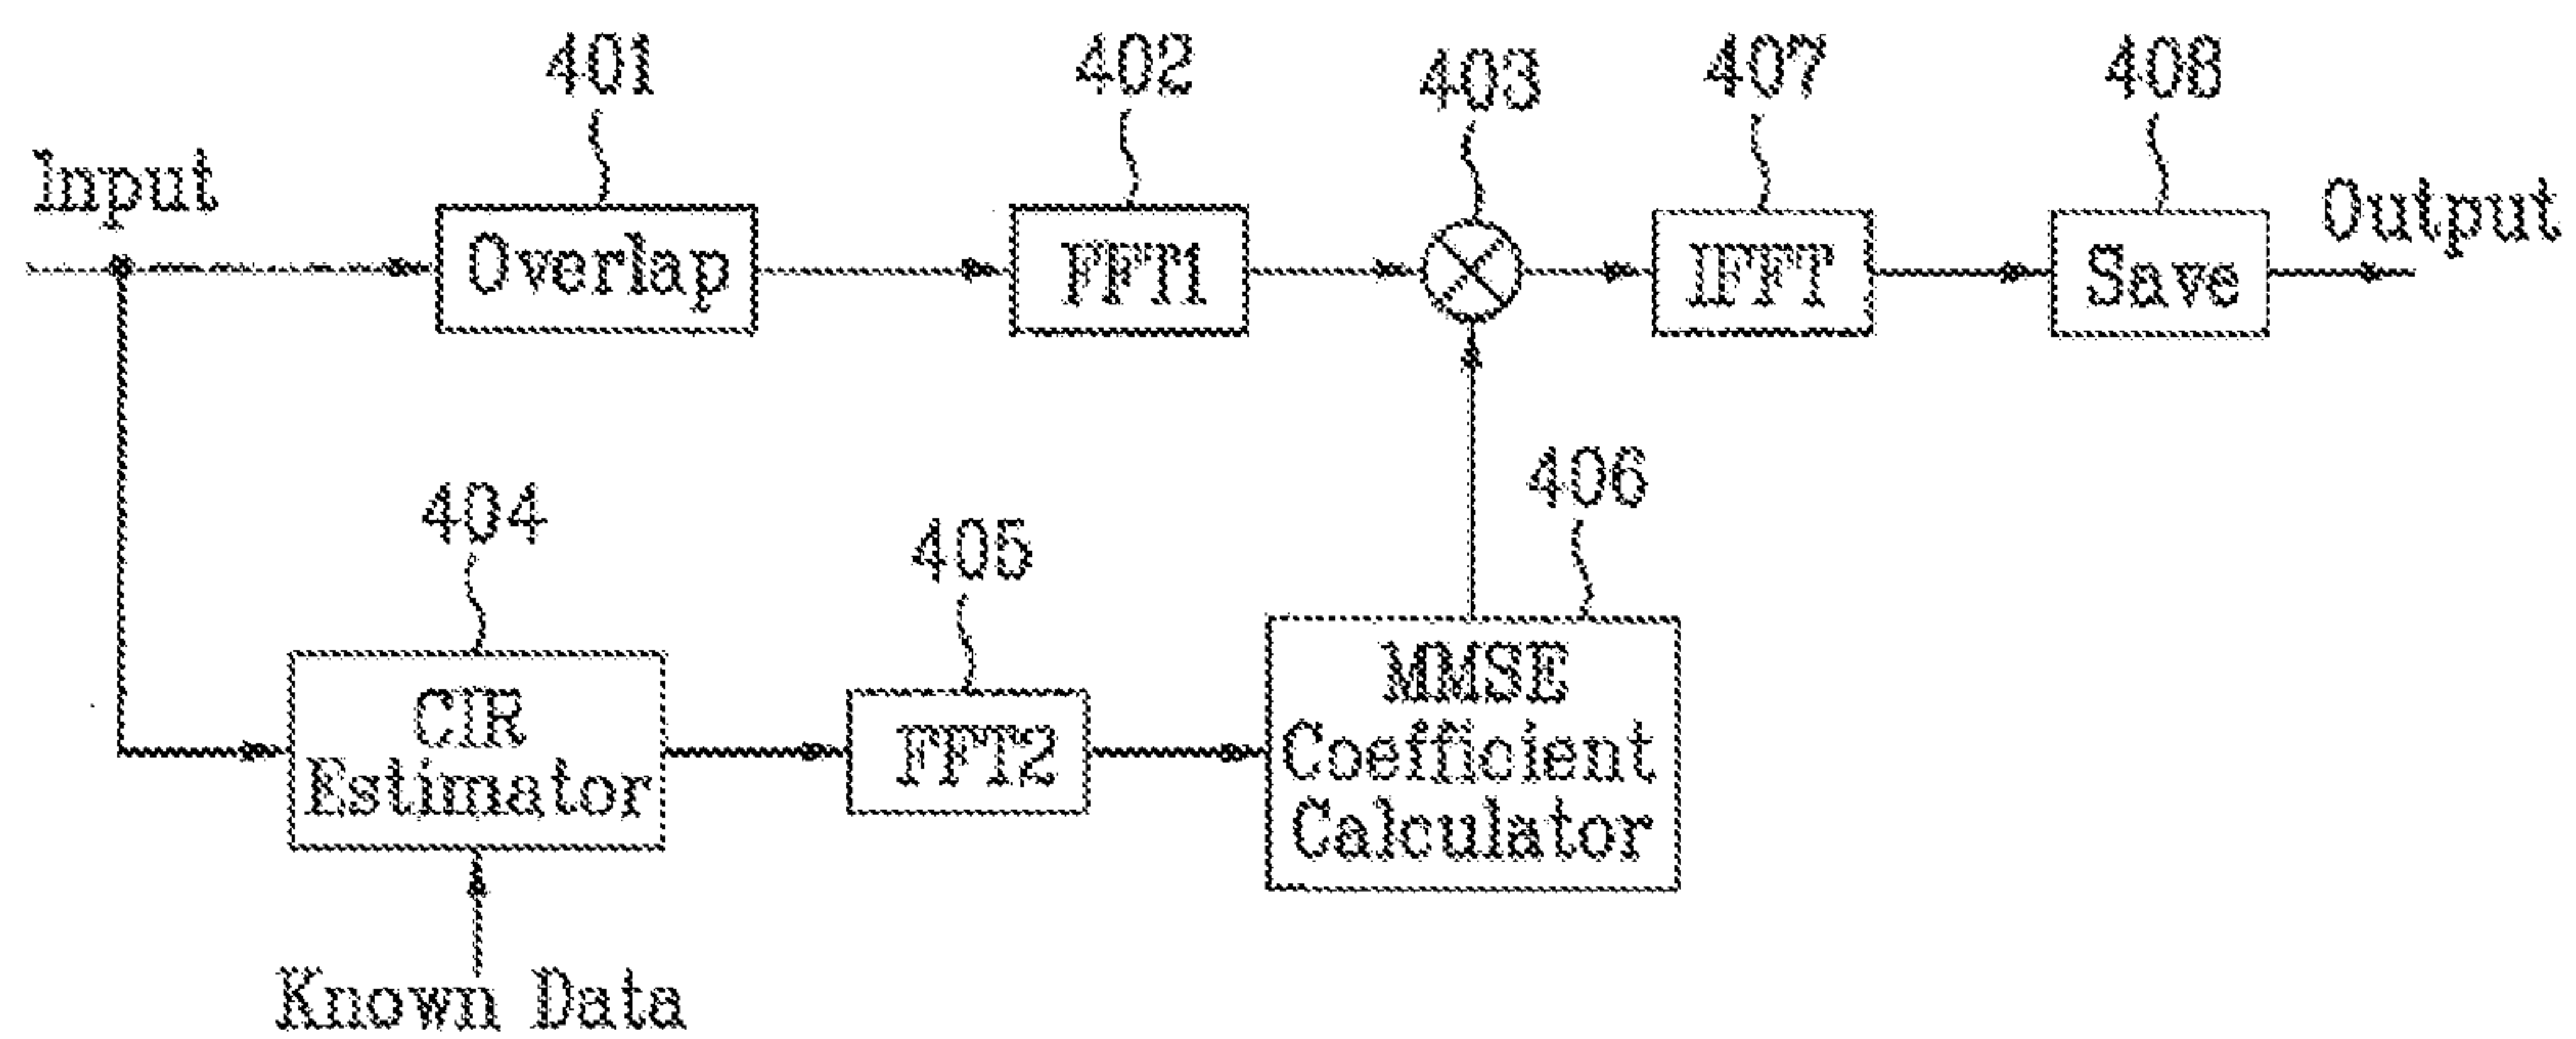 401
402
403
407
408
Input
Output
Overlap
FFT1
IFFT
Save
404
405
406
CIR
Estimator
FFT2
MMSE
Coefficient
Calculator
Known Data